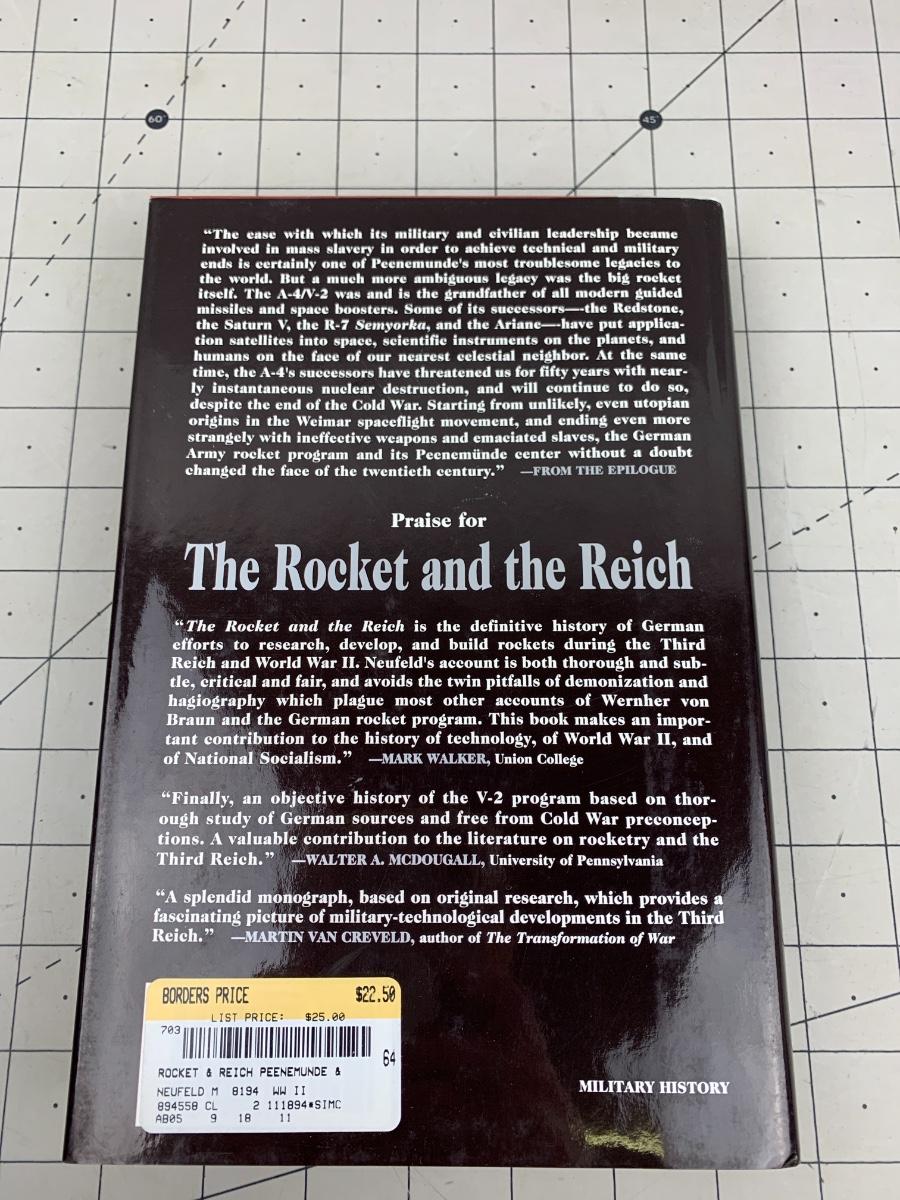 60°
45°
“The ease with which its military and civilian leadership became
involved in mass slavery in order to achieve technical and military
ends is certainly one of Peenemunde's most troublesome legacies to
the world. But a much more ambiguous legacy was the big rocket
itself. The A-4/V-2 was and is the grandfather of all modern guided
missiles and space boosters. Some of its successors—the Redstone,
the Saturn V, the R-7 Semyorka, and the Ariane—have put applica-
tion satellites into space, scientific instruments on the planets, and
humans on the face of our nearest celestial neighbor. At the same
time, the A-4's successors have threatened us for fifty years with near-
ly instantaneous nuclear destruction, and will continue to do so,
despite the end of the Cold War. Starting from unlikely, even utopian
origins in the Weimar spaceflight movement, and ending even more
strangely with ineffective weapons and emaciated slaves, the German
Army rocket program and its Peenemünde center without a doubt
changed the face of the twentieth century.” —FROM THE EPILOGUE
Praise for
The Rocket and the Reich
“The Rocket and the Reich is the definitive history of German
efforts to research, develop, and build rockets during the Third
Reich and World War II. Neufeld's account is both thorough and sub-
tle, critical and fair, and avoids the twin pitfalls of demonization and
hagiography which plague most other accounts of Wernher von
Braun and the German rocket program. This book makes an impor-
tant contribution to the history of technology, of World War II, and
of National Socialism.” —MARK WALKER, Union College
“Finally, an objective history of the V-2 program based on thor-
ough study of German sources and free from Cold War preconcep-
tions. A valuable contribution to the literature on rocketry and the
Third Reich.” —WALTER A. MCDOUGALL, University of Pennsylvania
“A splendid monograph, based on original research, which provides a
fascinating picture of military-technological developments in the Third
Reich.” —MARTIN VAN CREVELD, author of The Transformation of War
BORDERS PRICE $22.50
LIST PRICE: $25.00
703
64
ROCKET & REICH PEENEMUNDE &
NEUFELD M 8194 WW II
894558 CL 2 111894*SIMC
AB05 9 18 11
MILITARY HISTORY